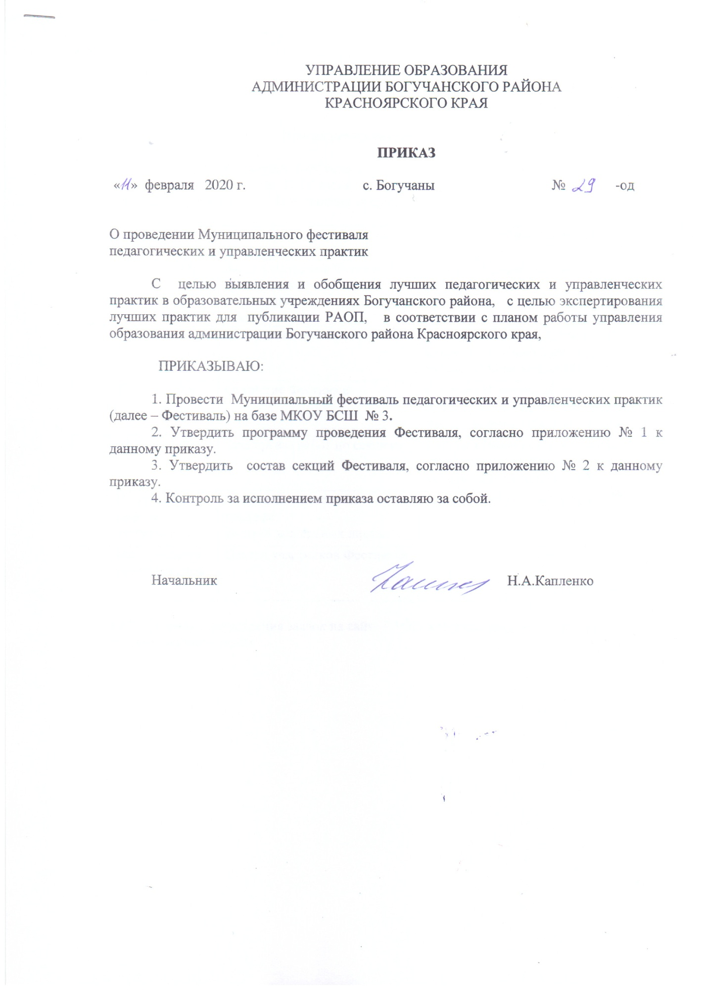 УПРАВЛЕНИЕ ОБРАЗОВАНИЯ
АДМИНИСТРАЦИИ БОГУЧАНСКОГО РАЙОНА
КРАСНОЯРСКОГО КРАЯ
ПРИКАЗ
«11» февраля 2020 г. с. Богучаны № 29 -од
О проведении Муниципального фестиваля
педагогических и управленческих практик
С целью выявления и обобщения лучших педагогических и управленческих
практик в образовательных учреждениях Богучанского района, с целью экспертирования
лучших практик для публикации РАОП, в соответствии с планом работы управления
образования администрации Богучанского района Красноярского края,
ПРИКАЗЫВАЮ:
1. Провести Муниципальный фестиваль педагогических и управленческих практик
(далее – Фестиваль) на базе МКОУ БСШ № 3.
2. Утвердить программу проведения Фестиваля, согласно приложению № 1 к
данному приказу.
3. Утвердить состав секций Фестиваля, согласно приложению № 2 к данному
приказу.
4. Контроль за исполнением приказа оставляю за собой.
Начальник Н.А.Капленко